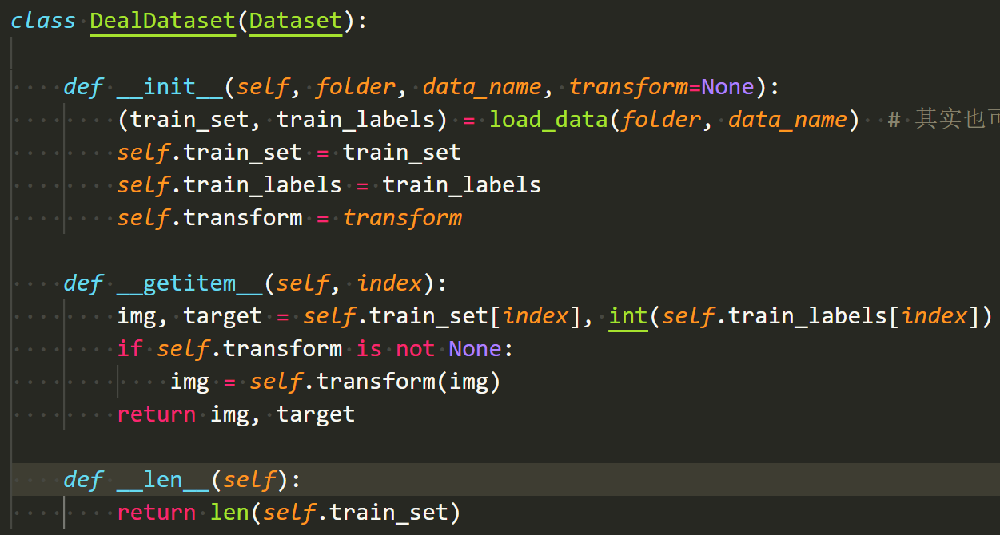 class DealDataset(Dataset):
    def __init__(self, folder, data_name, transform=None):
        (train_set, train_labels) = load_data(folder, data_name)  # 其实也可
        self.train_set = train_set
        self.train_labels = train_labels
        self.transform = transform
    def __getitem__(self, index):
        img, target = self.train_set[index], int(self.train_labels[index])
        if self.transform is not None:
            img = self.transform(img)
        return img, target
    def __len__(self):
        return len(self.train_set)